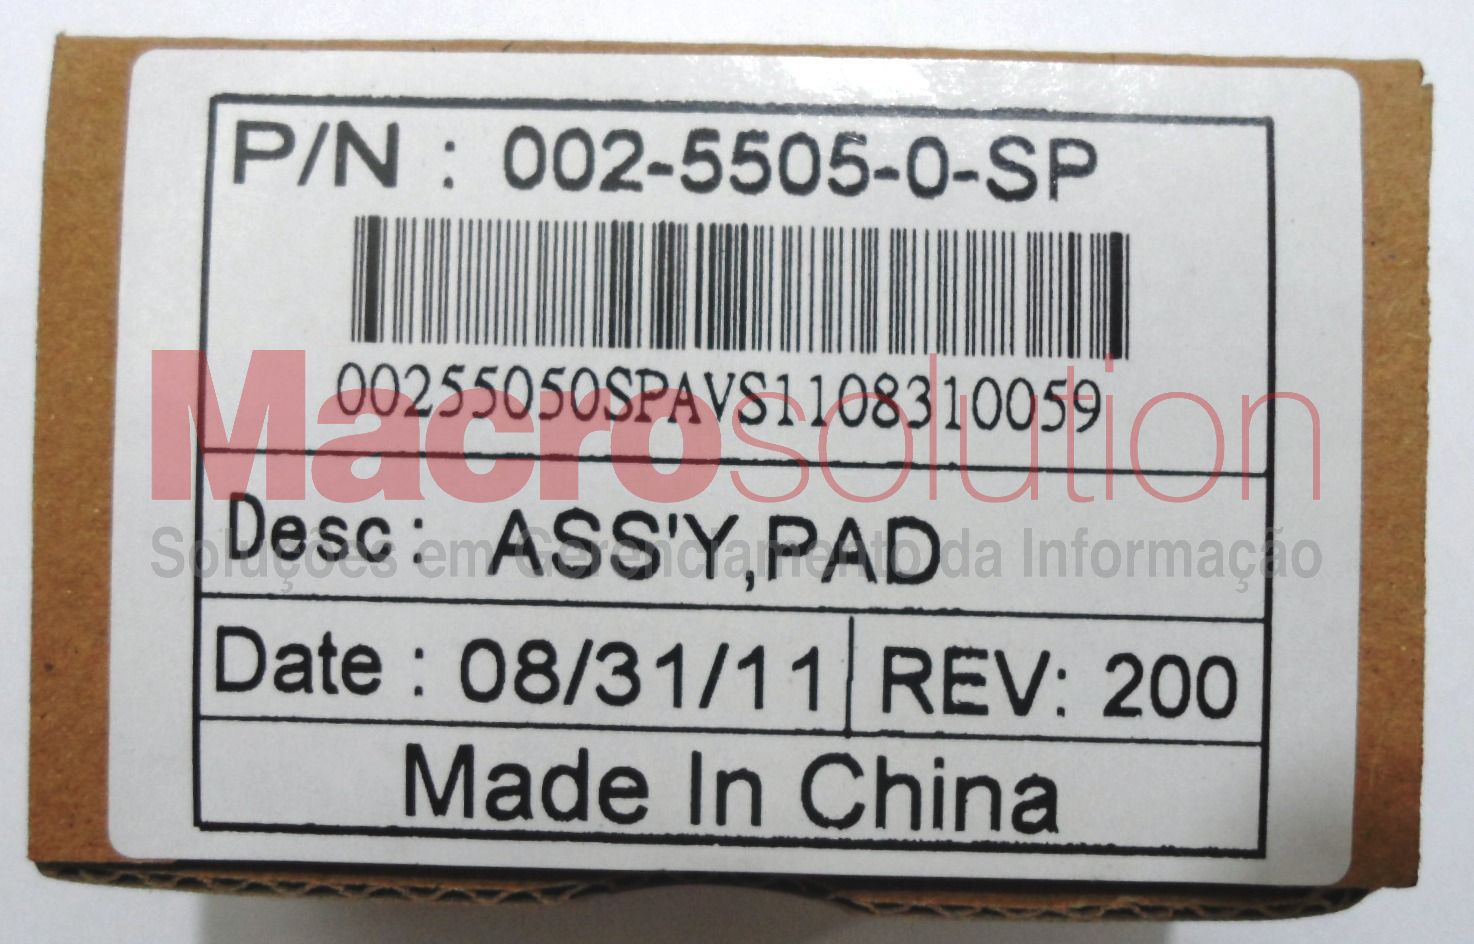 P/N : 002-5505-0-SP
00255050SPAVS1108310059
Macrosolution
Desc: ASS'Y,PAD
Soluções em Gerenciamento da Informação
Date : 08/31/11 REV: 200
Made In China